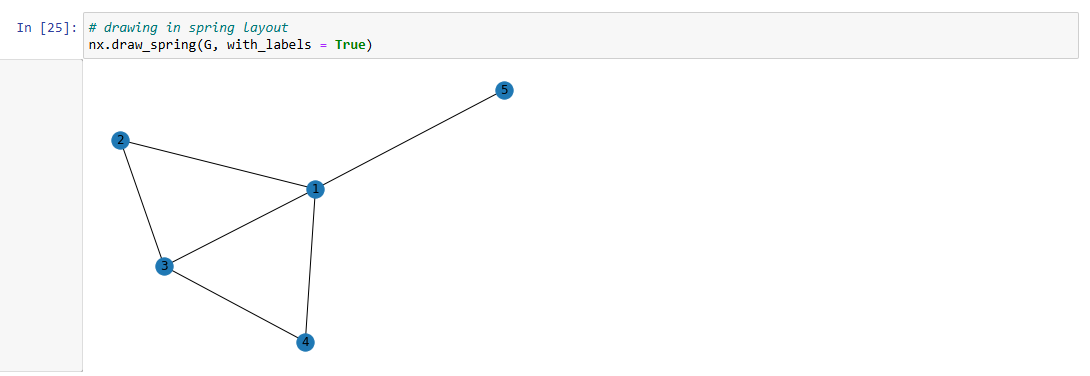 In [25]: # drawing in spring layout
nx.draw_spring(G, with_labels = True)
5
2
1
3
4